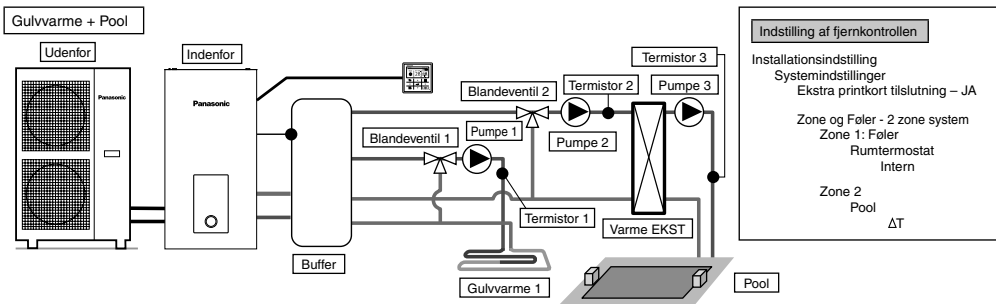 Gulvvarme + Pool
Udenfor
Indenfor
Panasonic
Panasonic
Blandeventil 2
Termistor 2
Termistor 3
Pumpe 3
Blandeventil 1
Pumpe 1
Pumpe 2
Termistor 1
Varme EKST
Buffer
Gulvvarme 1
Pool
Indstilling af fjernkontrollen
Installationsindstilling
Systemindstillinger
Ekstra printkort tilslutning – JA
Zone og Føler - 2 zone system
Zone 1: Føler
Rumtermostat
Intern
Zone 2
Pool
ΔT